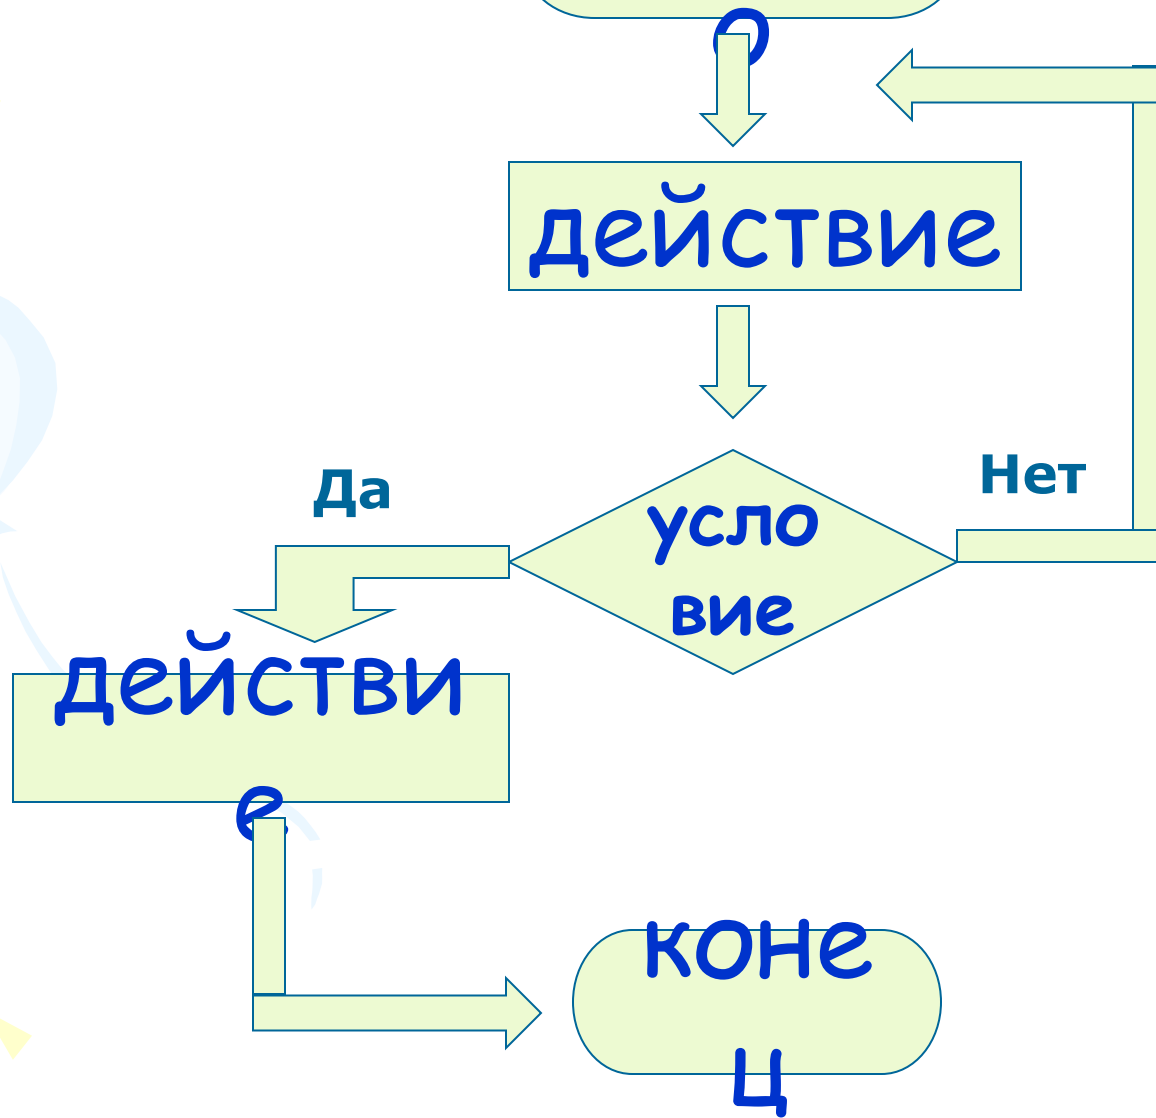 о
действие
Да
Нет
усло
вие
действи
е
коне
ц